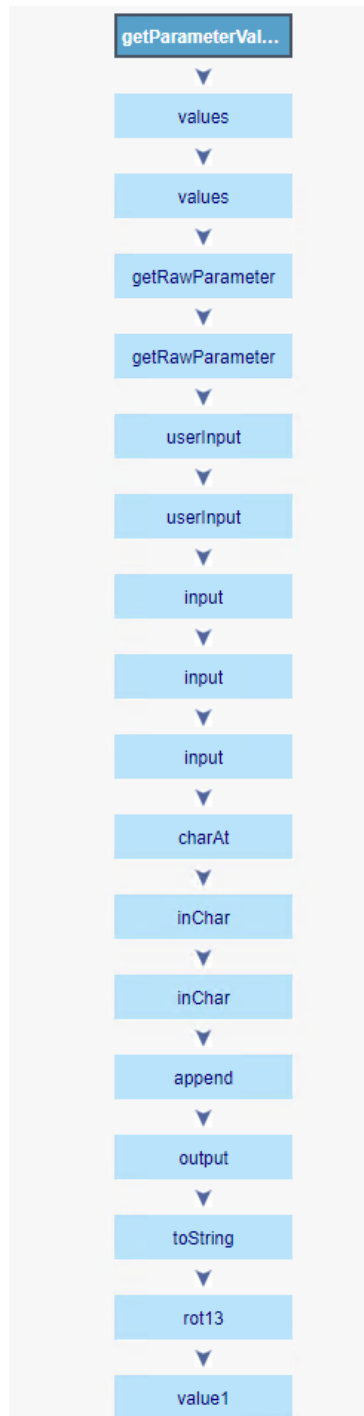 getParameterVal...
values
values
getRawParameter
getRawParameter
userInput
userInput
input
input
input
charAt
inChar
inChar
append
output
toString
rot13
value1